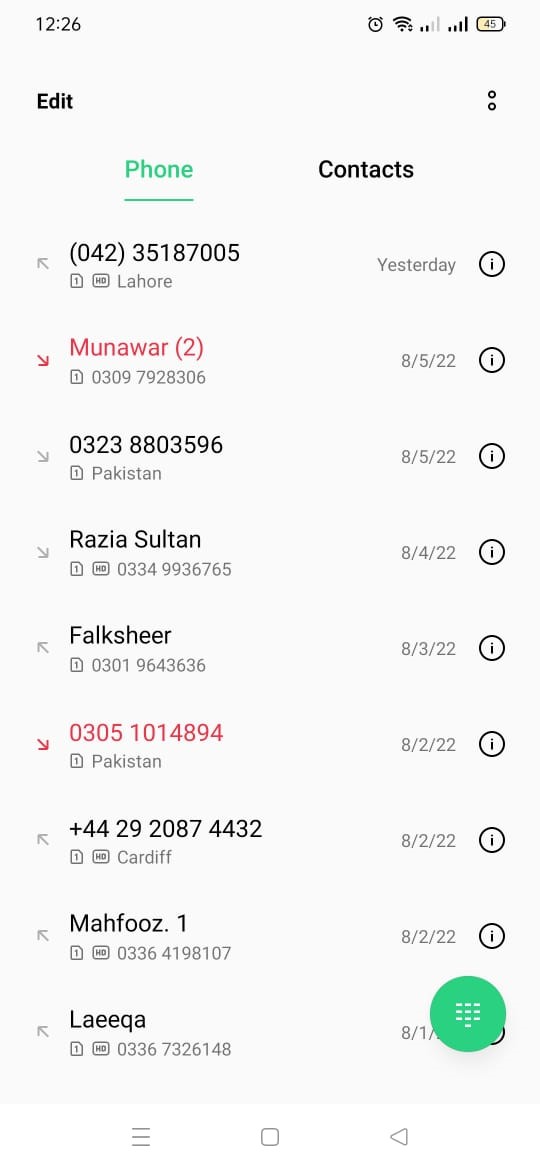 12:26
45
Edit
Phone
Contacts
(042) 35187005
1 HD Lahore
Yesterday
Munawar (2)
1 0309 7928306
8/5/22
0323 8803596
1 Pakistan
8/5/22
Razia Sultan
1 HD 0334 9936765
8/4/22
Falksheer
1 0301 9643636
8/3/22
0305 1014894
1 Pakistan
8/2/22
+44 29 2087 4432
1 HD Cardiff
8/2/22
Mahfooz. 1
1 HD 0336 4198107
8/2/22
Laeeqa
1 HD 0336 7326148
8/1/